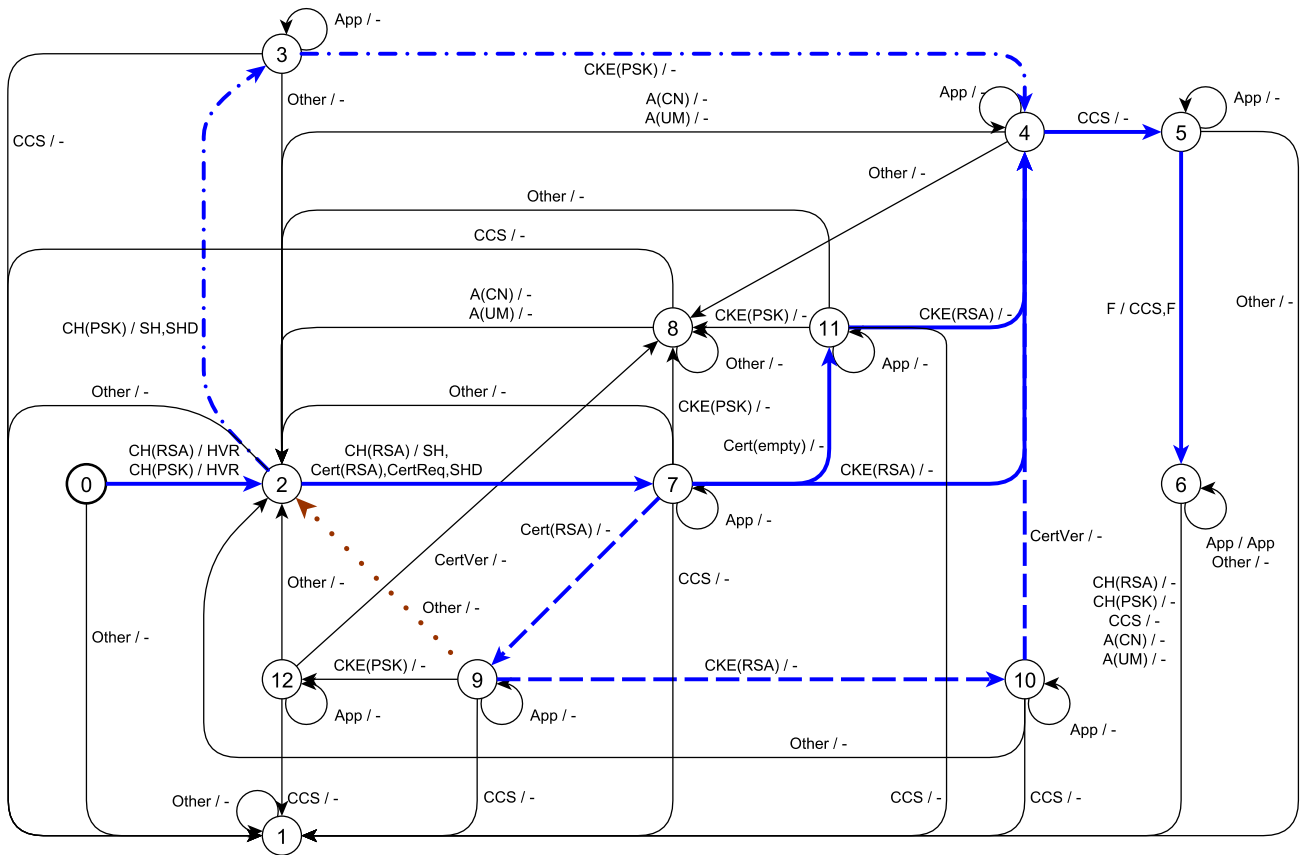 App / -
3
CKE(PSK) / -
Other / -
A(CN) / -
A(UM) / -
App / -
App / -
CCS / -
4
CCS / -
5
Other / -
Other / -
CCS / -
A(CN) / -
A(UM) / -
CH(PSK) / SH,SHD
8
CKE(PSK) / -
11
CKE(RSA) / -
F / CCS,F
Other / -
Other / -
App / -
Other / -
Other / -
CKE(PSK) / -
Cert(empty) / -
CH(RSA) / HVR
CH(PSK) / HVR
CH(RSA) / SH,
Cert(RSA),CertReq,SHD
CKE(RSA) / -
0
2
7
6
App / -
Cert(RSA) / -
CertVer / -
CertVer / -
App / App
Other / -
Other / -
CCS / -
CH(RSA) / -
CH(PSK) / -
CCS / -
A(CN) / -
A(UM) / -
Other / -
Other / -
12
CKE(PSK) / -
9
CKE(RSA) / -
10
App / -
App / -
App / -
Other / -
Other / -
CCS / -
CCS / -
CCS / -
CCS / -
1